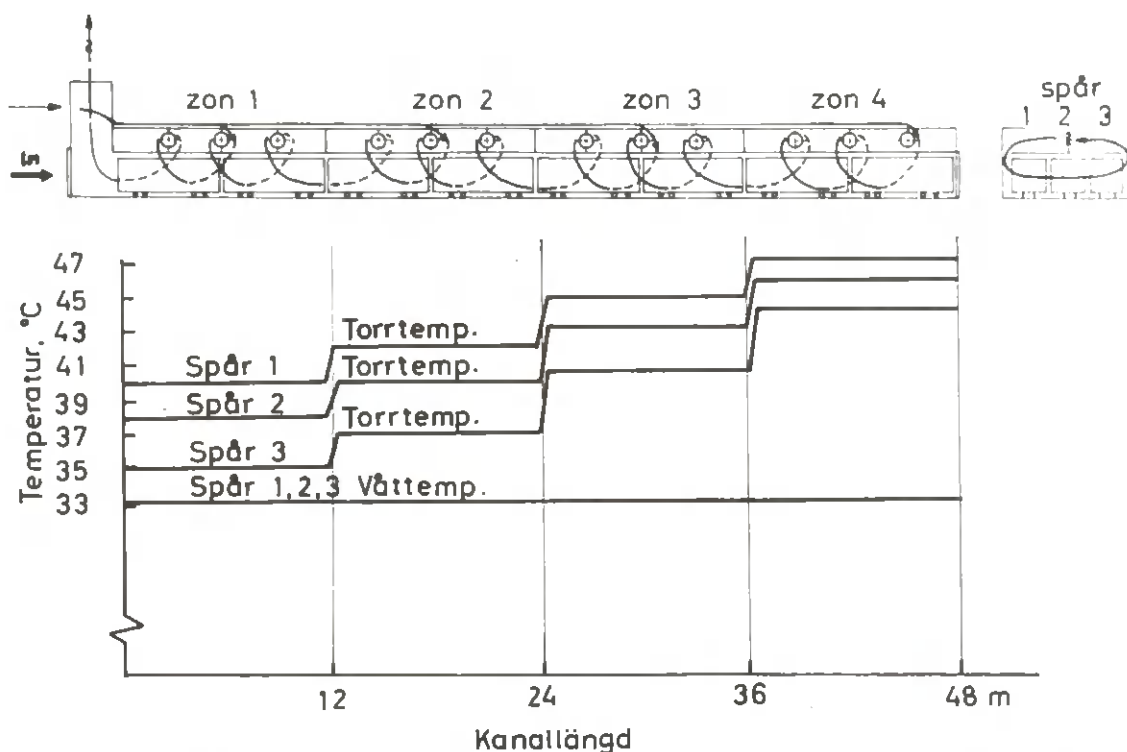 zon 1 zon 2 zon 3 zon 4
spår
1 2 3
In
Temperatur, °C
47
45
43
41
39
37
35
33
Torrtemp.
Spår 1 Torrtemp.
Spår 2
Torrtemp.
Spår 3
Spår 1,2,3 Våttemp.
12 24 36 48 m
Kanallängd